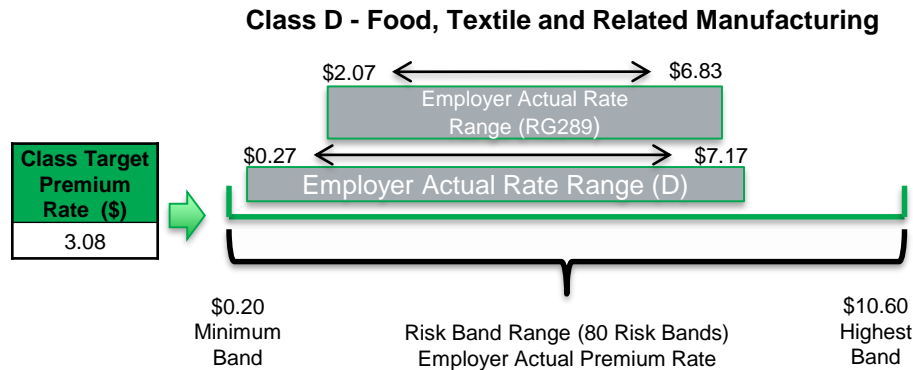 Class D - Food, Textile and Related Manufacturing
$2.07
$6.83
Employer Actual Rate
Range (RG289)
$0.27
$7.17
Employer Actual Rate Range (D)
Class Target
Premium
Rate ($)
3.08
$0.20
Minimum
Band
Risk Band Range (80 Risk Bands)
Employer Actual Premium Rate
$10.60
Highest
Band